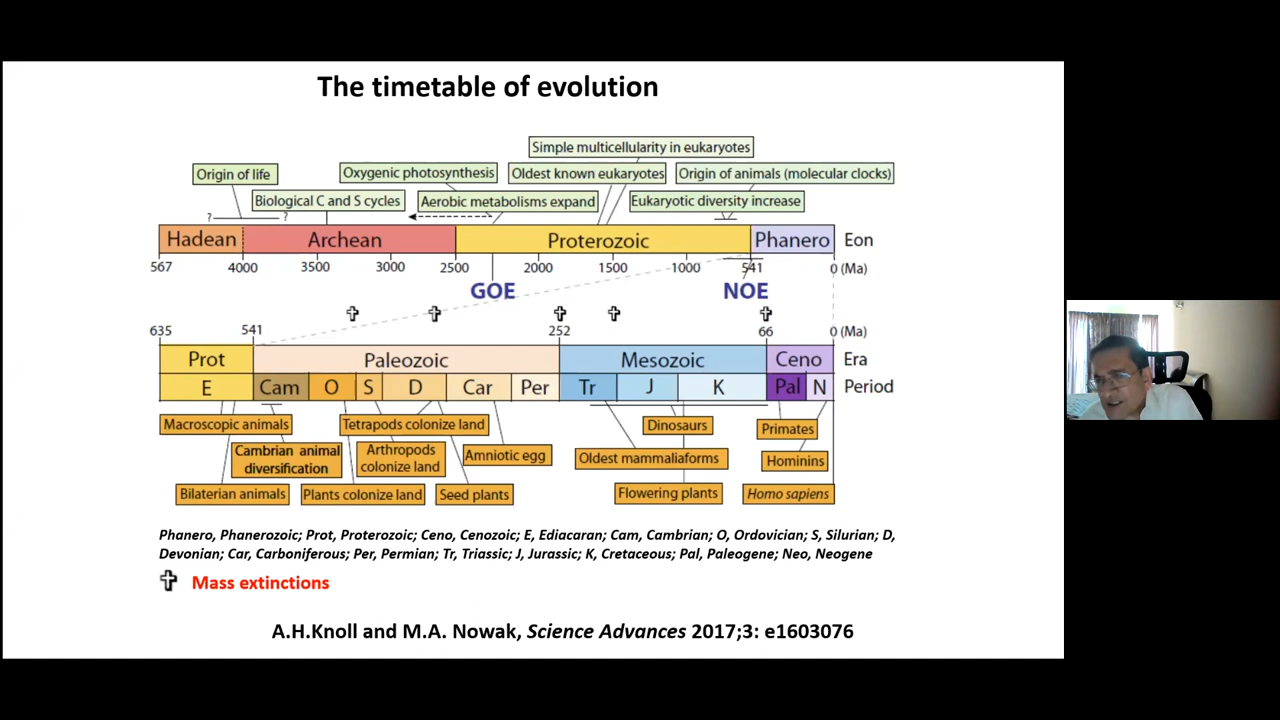 The timetable of evolution
Simple multicellularity in eukaryotes
Origin of life
Oxygenic photosynthesis
Oldest known eukaryotes
Origin of animals (molecular clocks)
Biological C and S cycles
Aerobic metabolisms expand
Eukaryotic diversity increase
? ?
Hadean Archean Proterozoic Phanero Eon
567 4000 3500 3000 2500 2000 1500 1000 541 0 (Ma)
GOE NOE
635 541 252 66 0 (Ma)
Prot Paleozoic Mesozoic Ceno Era
E Cam O S D Car Per Tr J K Pal N Period
Macroscopic animals
Tetrapods colonize land
Dinosaurs
Primates
Cambrian animal
diversification
Arthropods
colonize land
Amniotic egg
Oldest mammaliaforms
Hominins
Bilaterian animals
Plants colonize land
Seed plants
Flowering plants
Homo sapiens
Phanero, Phanerozoic; Prot, Proterozoic; Ceno, Cenozoic; E, Ediacaran; Cam, Cambrian; O, Ordovician; S, Silurian; D,
Devonian; Car, Carboniferous; Per, Permian; Tr, Triassic; J, Jurassic; K, Cretaceous; Pal, Paleogene; Neo, Neogene
Mass extinctions
A.H.Knoll and M.A. Nowak, Science Advances 2017;3: e1603076